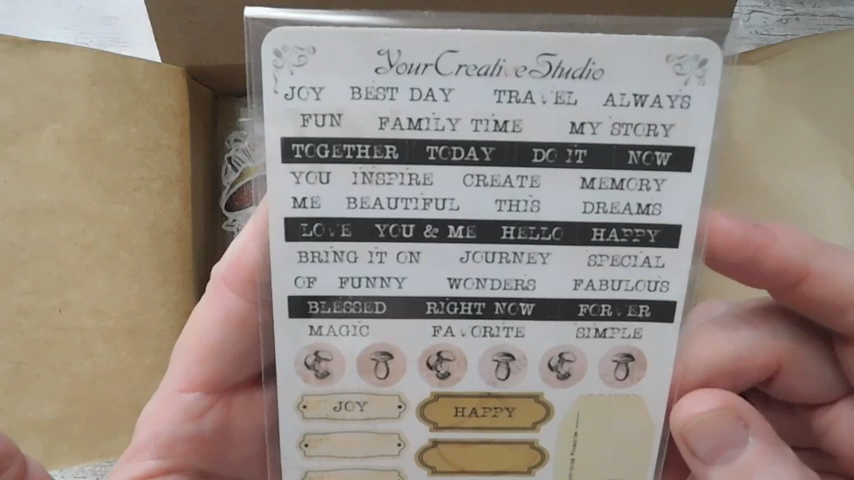 YourCreativeStudio
JOY BEST DAY TRAVEL ALWAYS
FUN FAMILY TIME MY STORY
TOGETHER TODAY DO IT NOW
YOU INSPIRE CREATE MEMORY
ME BEAUTIFUL THIS DREAMS
LOVE YOU & ME HELLO HAPPY
BRING IT ON JOURNEY SPECIAL
OF FUNNY WONDERS FABULOUS
BLESSED RIGHT NOW FOREVER
MAGIC FAVORITE SIMPLE
JOY HAPPY